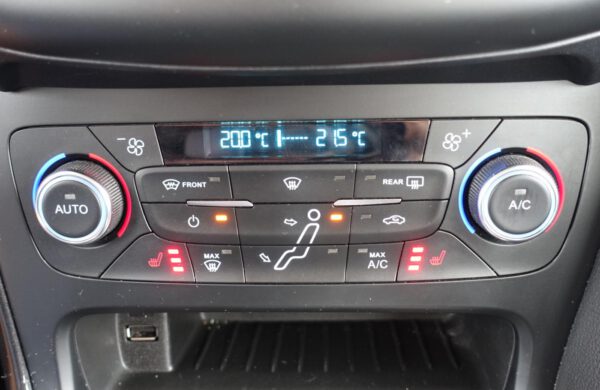 20.0 °C 21.5 °C
− +
FRONT REAR
AUTO A/C
MAX MAX
A/C